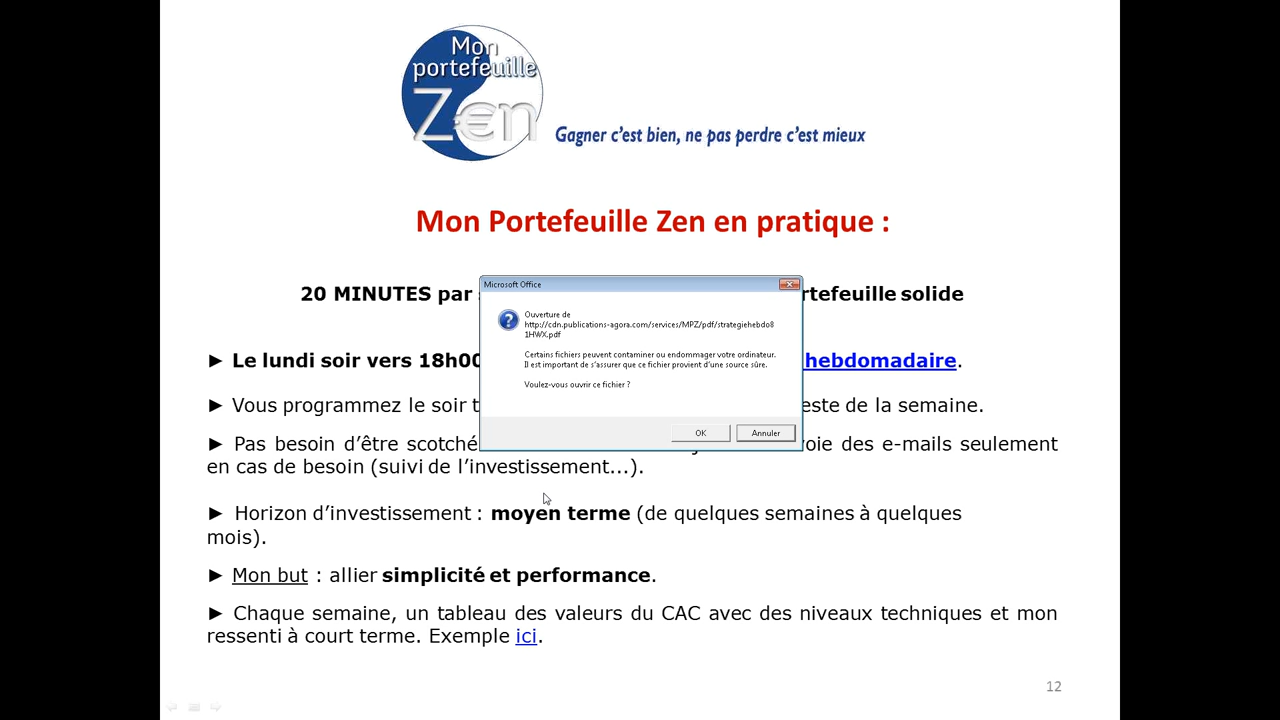 Mon
portefeuille
Zen
Gagner c'est bien, ne pas perdre c'est mieux
Mon Portefeuille Zen en pratique :
20 MINUTES par rtefeuille solide
► Le lundi soir vers 18h00 hebdomadaire.
► Vous programmez le soir este de la semaine.
► Pas besoin d'être scotché oie des e-mails seulement
en cas de besoin (suivi de l'investissement...).
► Horizon d'investissement : moyen terme (de quelques semaines à quelques
mois).
► Mon but : allier simplicité et performance.
► Chaque semaine, un tableau des valeurs du CAC avec des niveaux techniques et mon
ressenti à court terme. Exemple ici.
12
Microsoft Office
Ouverture de
http://cdn.publications-agora.com/services/MPZ/pdf/strategiehebdo8
1HWX.pdf
Certains fichiers peuvent contaminer ou endommager votre ordinateur.
Il est important de s'assurer que ce fichier provient d'une source sûre.
Voulez-vous ouvrir ce fichier ?
OK Annuler